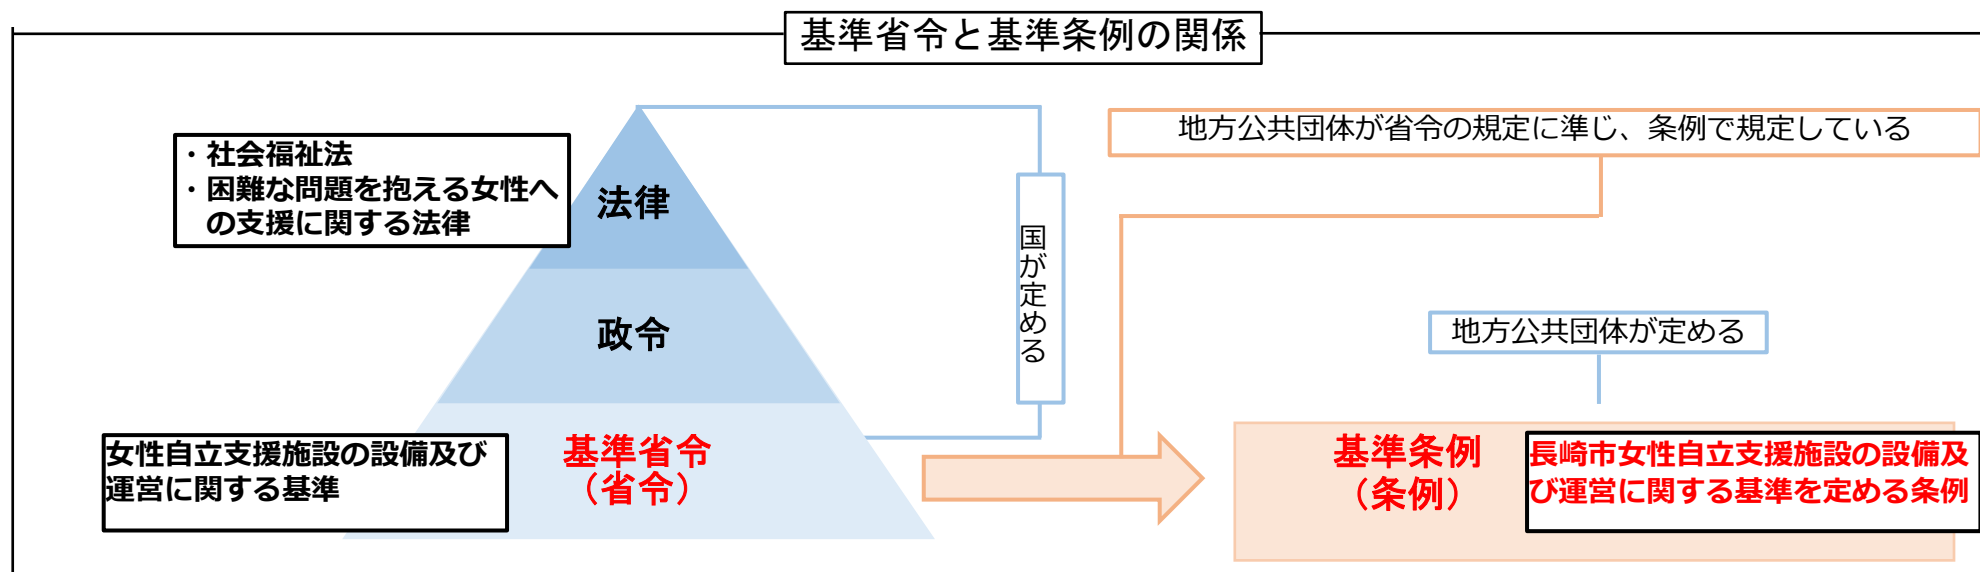 基準省令と基準条例の関係
・社会福祉法
・困難な問題を抱える女性へ
の支援に関する法律
法律
政令
国が定める
地方公共団体が省令の規定に準じ、条例で規定している
地方公共団体が定める
女性自立支援施設の設備及び
運営に関する基準
基準省令
（省令）
基準条例
（条例）
長崎市女性自立支援施設の設備及
び運営に関する基準を定める条例